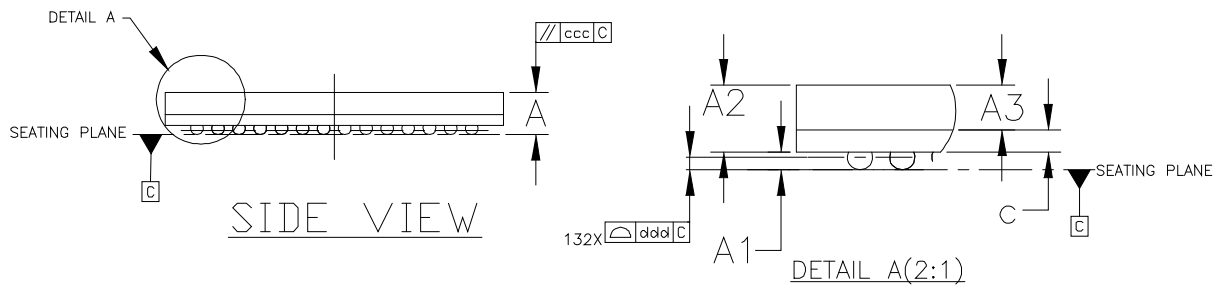 DETAIL A
// ccc C
A
SEATING PLANE
C
SIDE VIEW
A2
A3
SEATING PLANE
c
C
132X ddd C
A1
DETAIL A(2:1)